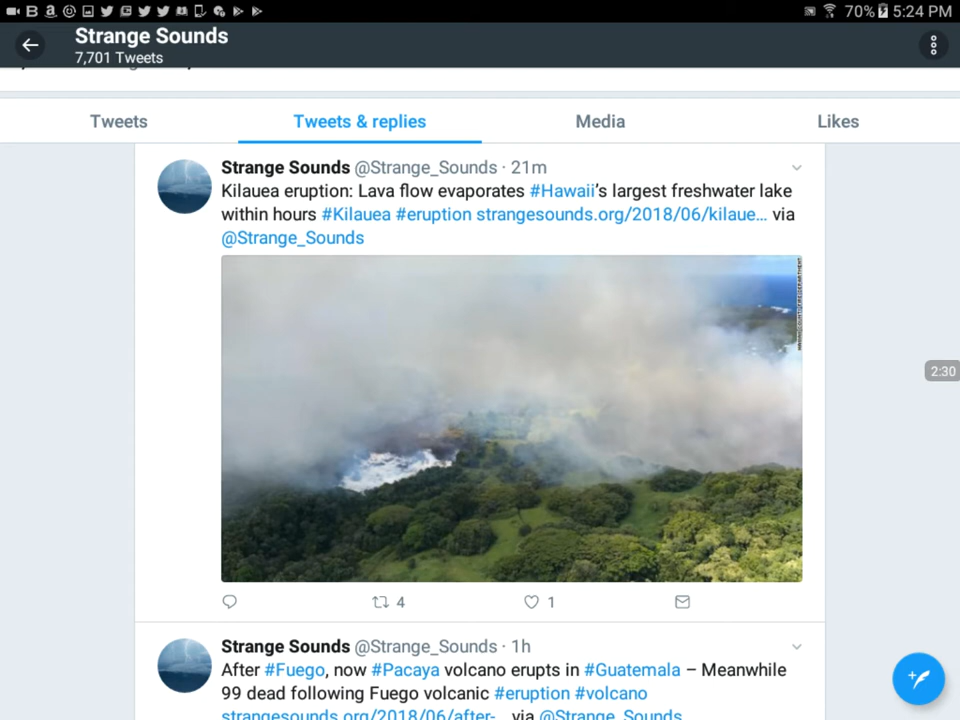 70% 5:24 PM
Strange Sounds
7,701 Tweets
Tweets
Tweets & replies
Media
Likes
Strange Sounds @Strange_Sounds · 21m
Kilauea eruption: Lava flow evaporates #Hawaii's largest freshwater lake
within hours #Kilauea #eruption strangesounds.org/2018/06/kilaue… via
@Strange_Sounds
2:30
4
1
Strange Sounds @Strange_Sounds · 1h
After #Fuego, now #Pacaya volcano erupts in #Guatemala – Meanwhile
99 dead following Fuego volcanic #eruption #volcano
strangesounds.org/2018/06/after-… via @Strange_Sounds